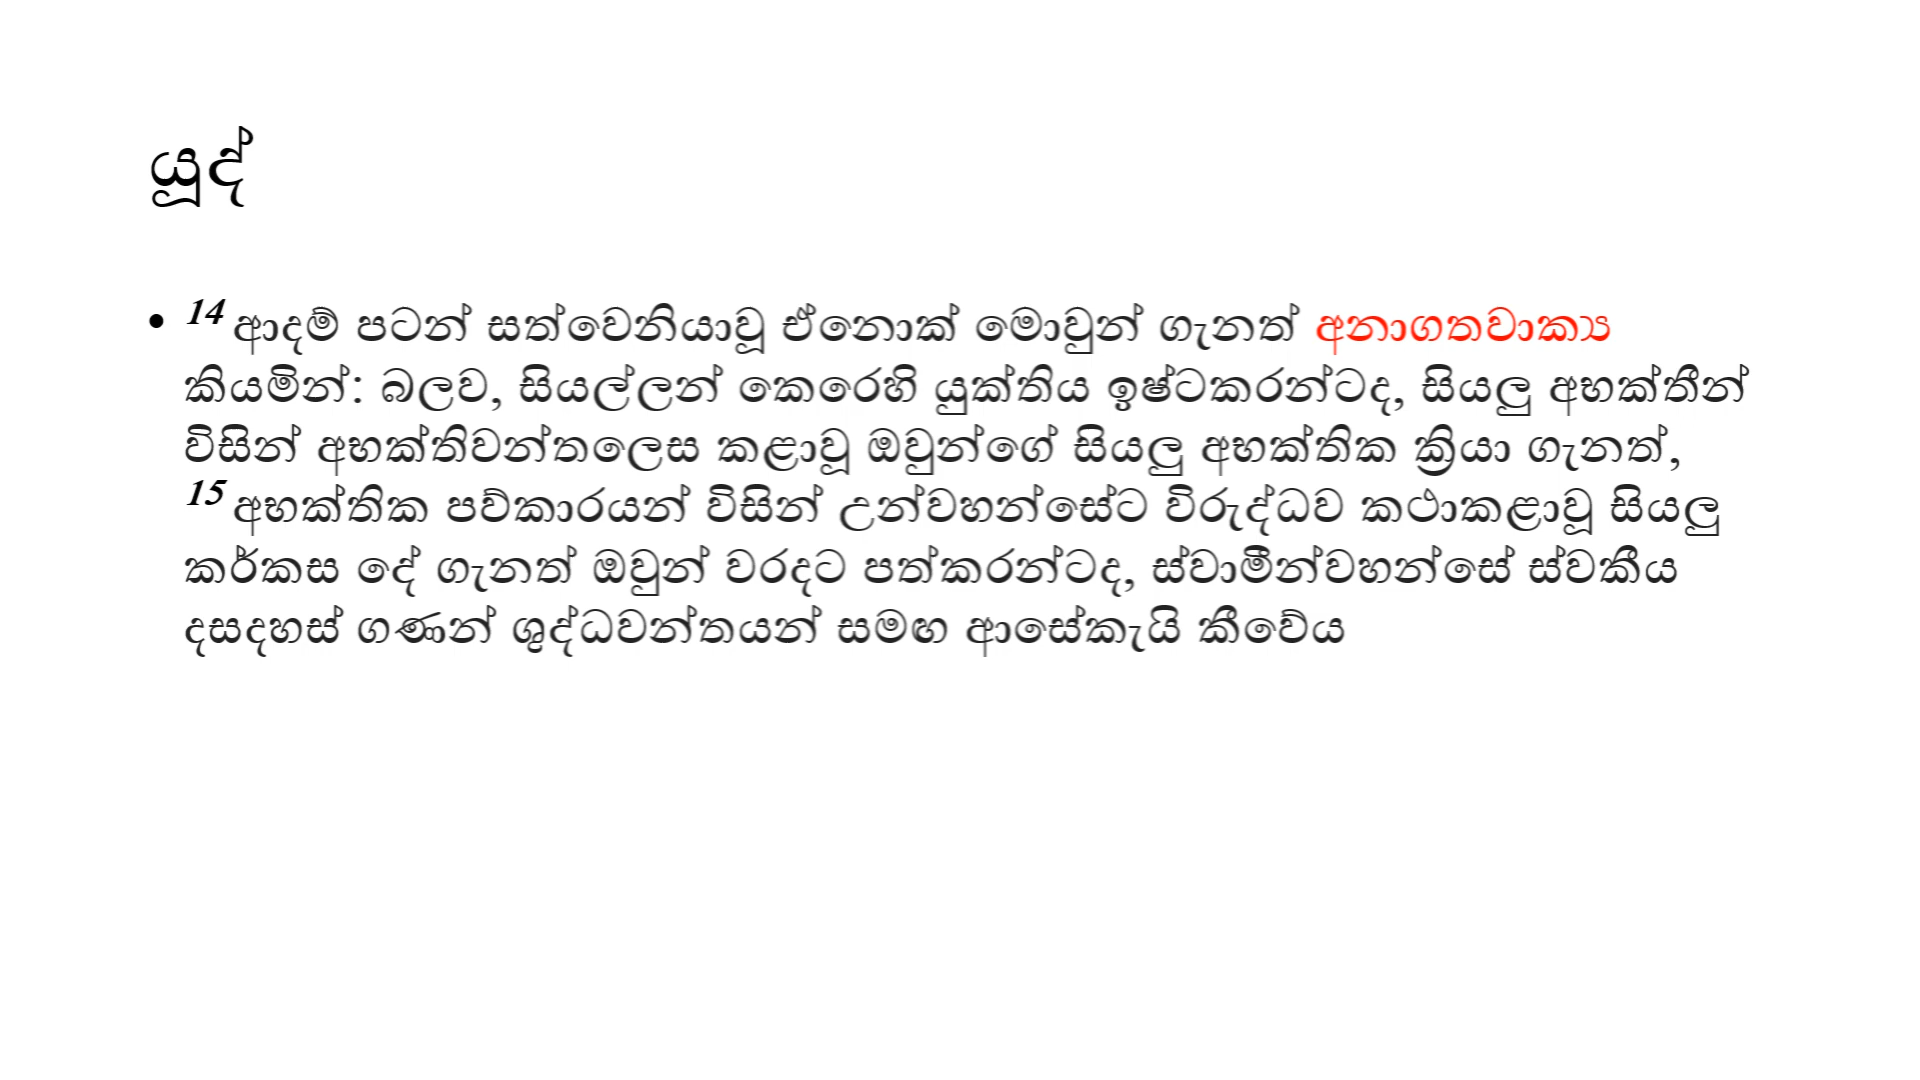 යූද්
• 14 ආදම් පටන් සත්වෙනියාවූ ඒනොක් මොවුන් ගැනත් අනාගතවාක්‍ය
කියමින්: බලව, සියල්ලන් කෙරෙහි යුක්තිය ඉෂ්ටකරන්ටද, සියලු අභක්තීන්
විසින් අභක්තිවන්තලෙස කළාවූ ඔවුන්ගේ සියලු අභක්තික ක්‍රියා ගැනත්,
15 අභක්තික පව්කාරයන් විසින් උන්වහන්සේට විරුද්ධව කථාකළාවූ සියලු
කර්කස දේ ගැනත් ඔවුන් වරදට පත්කරන්ටද, ස්වාමීන්වහන්සේ ස්වකීය
දසදහස් ගණන් ශුද්ධවන්තයන් සමඟ ආසේකැයි කීවේය